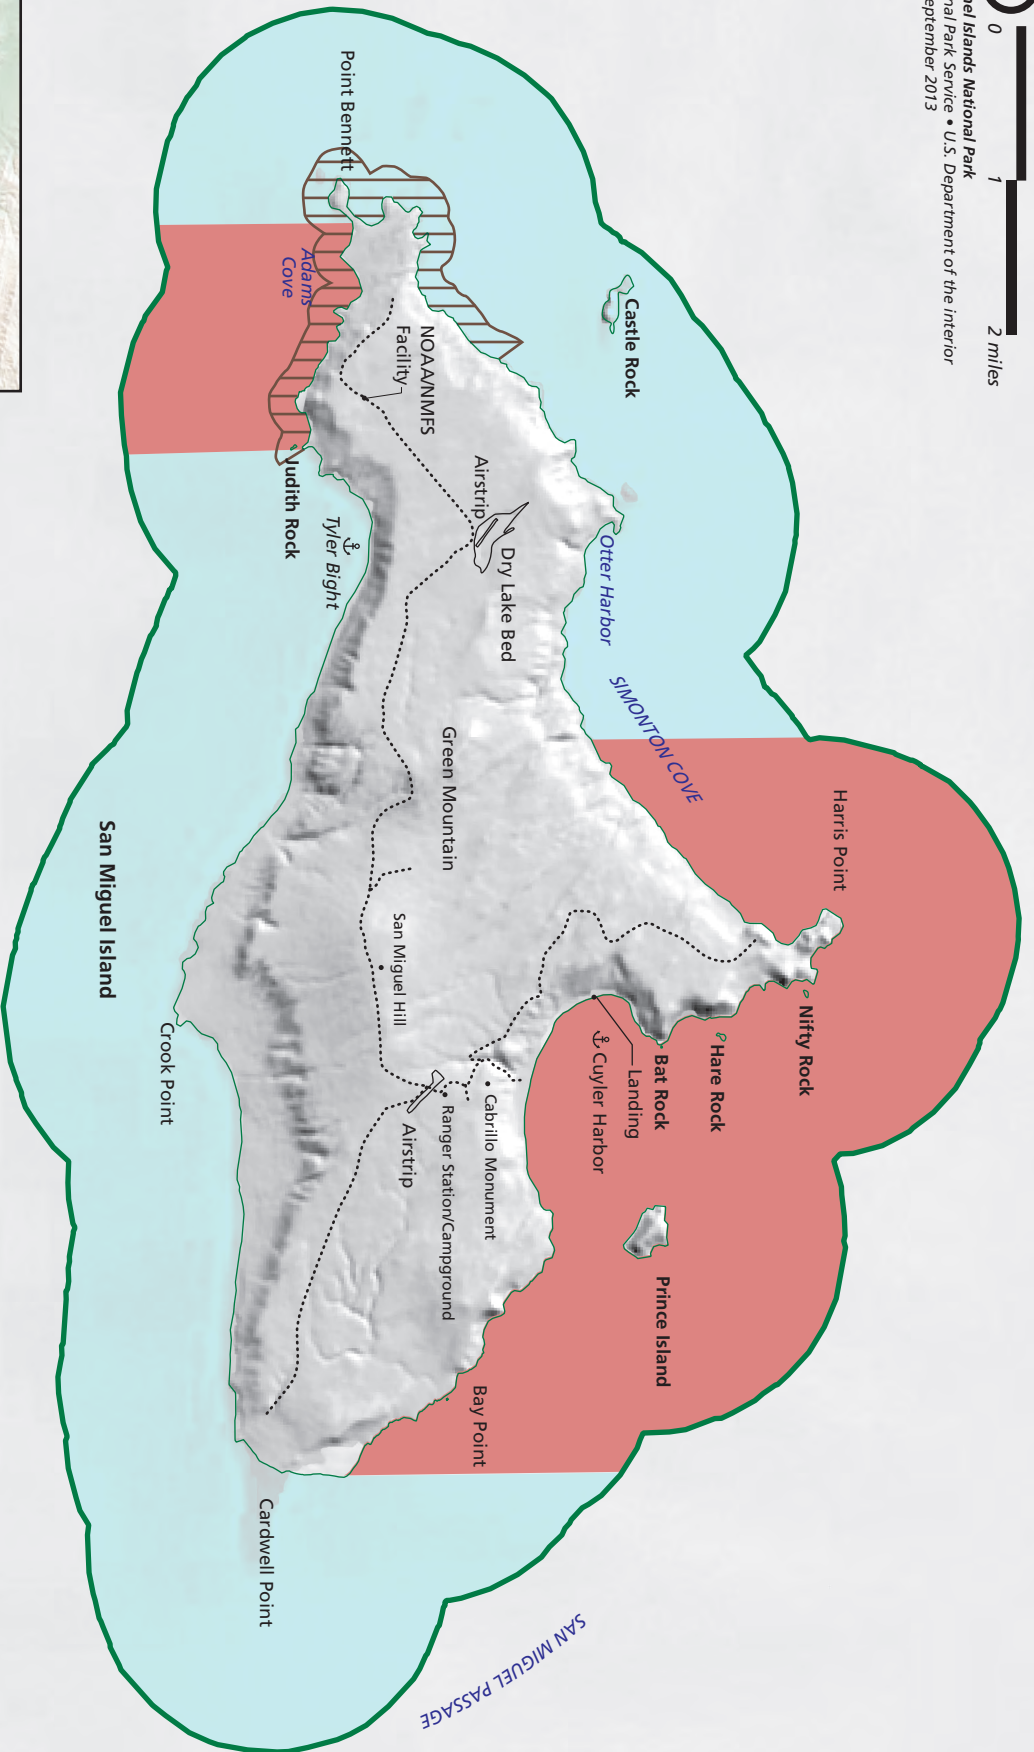 0 1 2 miles
nel Islands National Park
nal Park Service • U.S. Department of the interior
eptember 2013
Harris Point
Nifty Rock
Hare Rock
Castle Rock
SIMONTON COVE
Bat Rock
Prince Island
Landing
Otter Harbor
Cuyler Harbor
Dry Lake Bed
Airstrip
Cabrillo Monument
Bay Point
SAN MIGUEL PASSAGE
Green Mountain
Ranger Station/Campground
NOAA/NMFS
Facility
San Miguel Hill
Airstrip
Point Bennett
Tyler Bight
Adams
Cove
Judith Rock
Cardwell Point
Crook Point
San Miguel Island